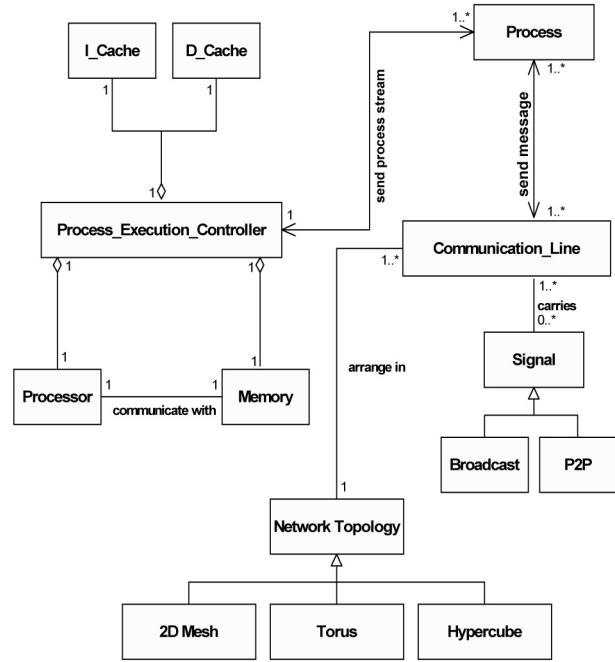 1..*
Process
I_Cache
D_Cache
1
1
1..*
send process stream
send message
1
1
1..*
Process_Execution_Controller
Communication_Line
1
1
1..*
1..*
carries
0..*
Signal
arrange in
1
1
Processor
1
1
Memory
communicate with
Broadcast
P2P
1
Network Topology
2D Mesh
Torus
Hypercube